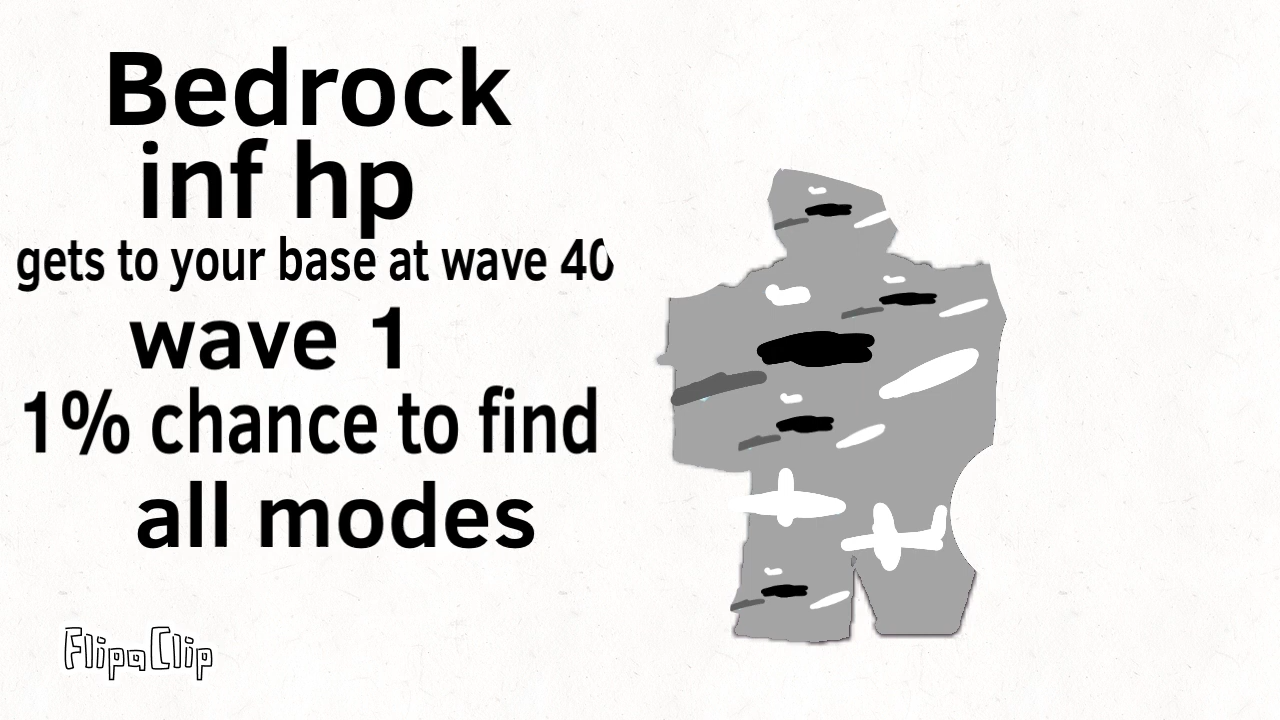 Bedrock
inf hp
gets to your base at wave 40
wave 1
1% chance to find
all modes
FlipaClip